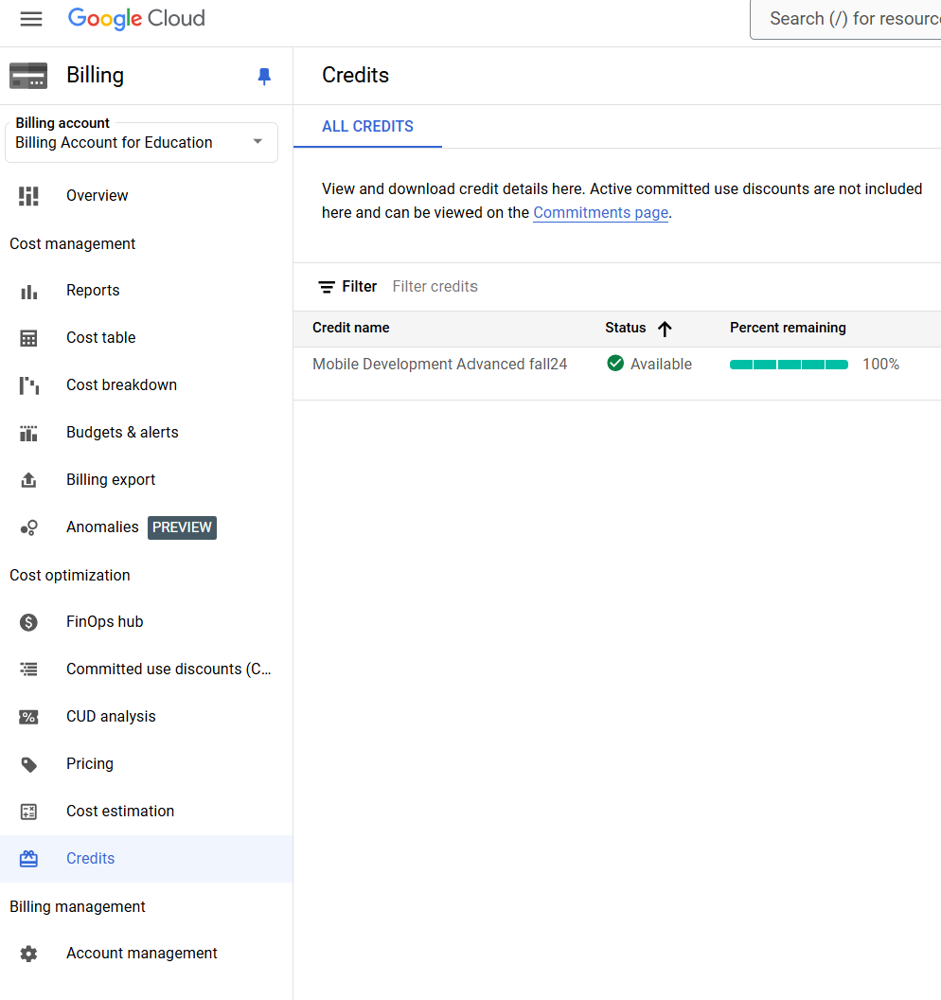 Google Cloud
Search (/) for resourc
Billing
Credits
Billing account
Billing Account for Education
ALL CREDITS
Overview
View and download credit details here. Active committed use discounts are not included
here and can be viewed on the Commitments page.
Cost management
Reports
Filter Filter credits
Cost table
Credit name Status Percent remaining
Mobile Development Advanced fall24 Available 100%
Cost breakdown
Budgets & alerts
Billing export
Anomalies PREVIEW
Cost optimization
FinOps hub
Committed use discounts (C...
CUD analysis
Pricing
Cost estimation
Credits
Billing management
Account management